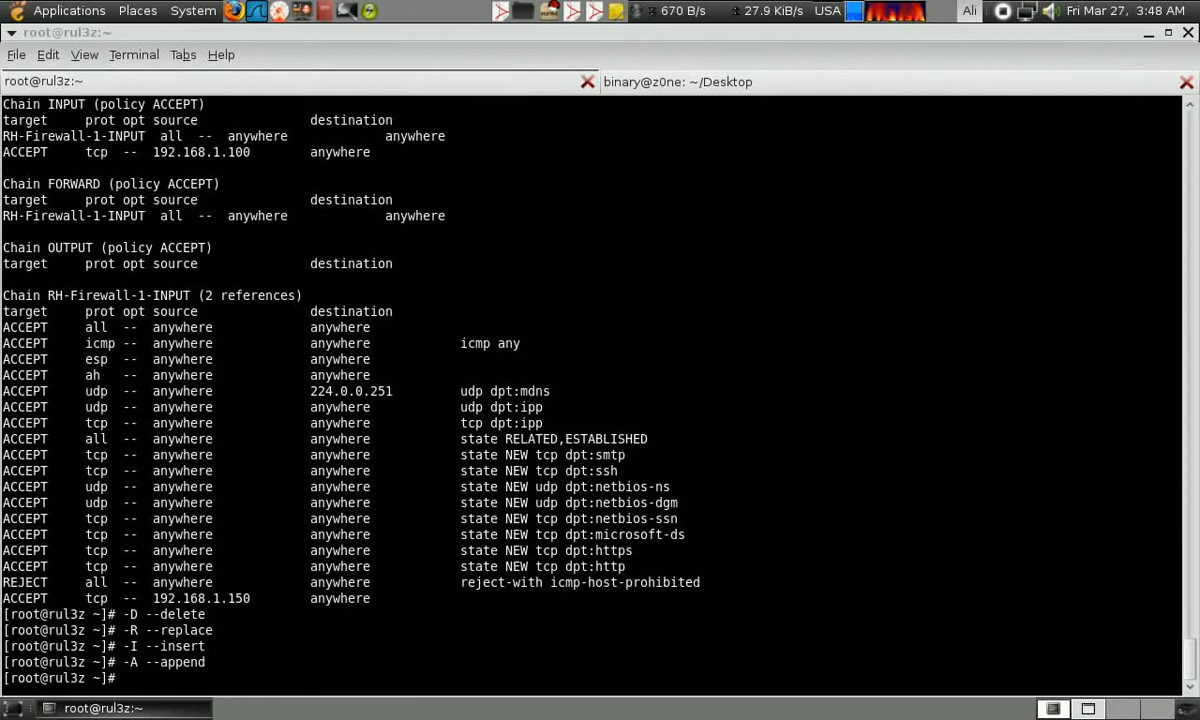 Applications Places System 670 B/s 27.9 KiB/s USA Ali Fri Mar 27, 3:48 AM
root@rul3z:~
File Edit View Terminal Tabs Help
root@rul3z:~ binary@z0ne: ~/Desktop
Chain INPUT (policy ACCEPT)
target prot opt source destination
RH-Firewall-1-INPUT all -- anywhere anywhere
ACCEPT tcp -- 192.168.1.100 anywhere
Chain FORWARD (policy ACCEPT)
target prot opt source destination
RH-Firewall-1-INPUT all -- anywhere anywhere
Chain OUTPUT (policy ACCEPT)
target prot opt source destination
Chain RH-Firewall-1-INPUT (2 references)
target prot opt source destination
ACCEPT all -- anywhere anywhere
ACCEPT icmp -- anywhere anywhere icmp any
ACCEPT esp -- anywhere anywhere
ACCEPT ah -- anywhere anywhere
ACCEPT udp -- anywhere 224.0.0.251 udp dpt:mdns
ACCEPT udp -- anywhere anywhere udp dpt:ipp
ACCEPT tcp -- anywhere anywhere tcp dpt:ipp
ACCEPT all -- anywhere anywhere state RELATED,ESTABLISHED
ACCEPT tcp -- anywhere anywhere state NEW tcp dpt:smtp
ACCEPT tcp -- anywhere anywhere state NEW tcp dpt:ssh
ACCEPT udp -- anywhere anywhere state NEW udp dpt:netbios-ns
ACCEPT udp -- anywhere anywhere state NEW udp dpt:netbios-dgm
ACCEPT tcp -- anywhere anywhere state NEW tcp dpt:netbios-ssn
ACCEPT tcp -- anywhere anywhere state NEW tcp dpt:microsoft-ds
ACCEPT tcp -- anywhere anywhere state NEW tcp dpt:https
ACCEPT tcp -- anywhere anywhere state NEW tcp dpt:http
REJECT all -- anywhere anywhere reject-with icmp-host-prohibited
ACCEPT tcp -- 192.168.1.150 anywhere
[root@rul3z ~]# -D --delete
[root@rul3z ~]# -R --replace
[root@rul3z ~]# -I --insert
[root@rul3z ~]# -A --append
[root@rul3z ~]#
root@rul3z:~